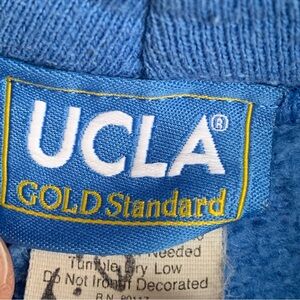 UCLA®
GOLD Standard
Needed
Tumble Dry Low
Do Not Iron if Decorated